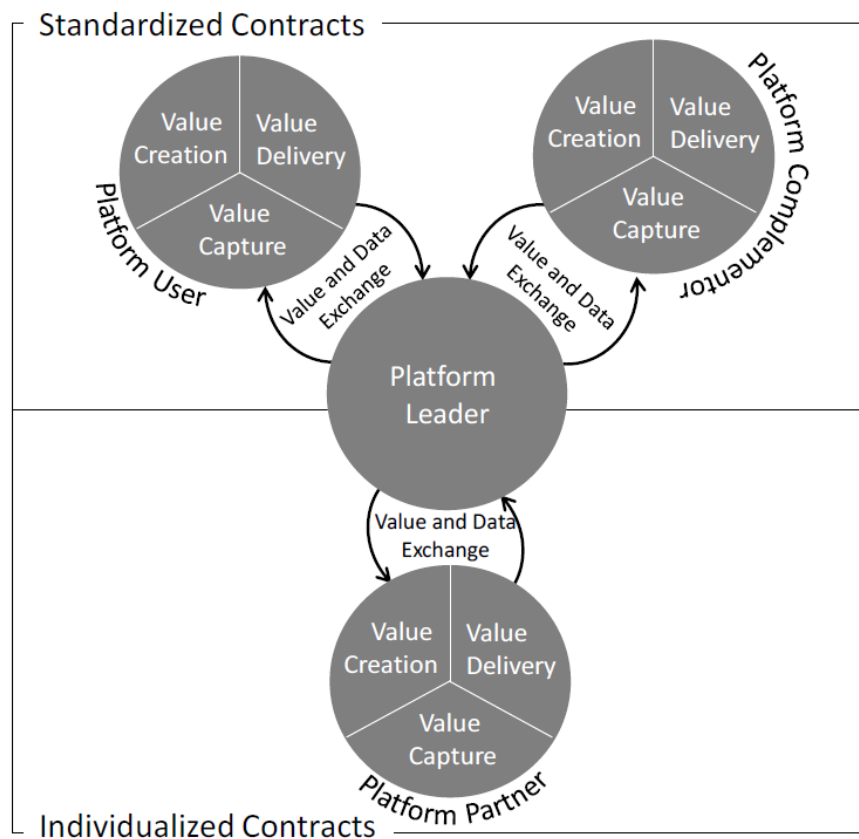 Standardized Contracts
Value
Creation
Value
Delivery
Value
Capture
Platform User
Value and Data
Exchange
Value
Creation
Value
Delivery
Value
Capture
Platform Complementor
Value and Data
Exchange
Platform
Leader
Value and Data
Exchange
Value
Creation
Value
Delivery
Value
Capture
Platform Partner
Individualized Contracts